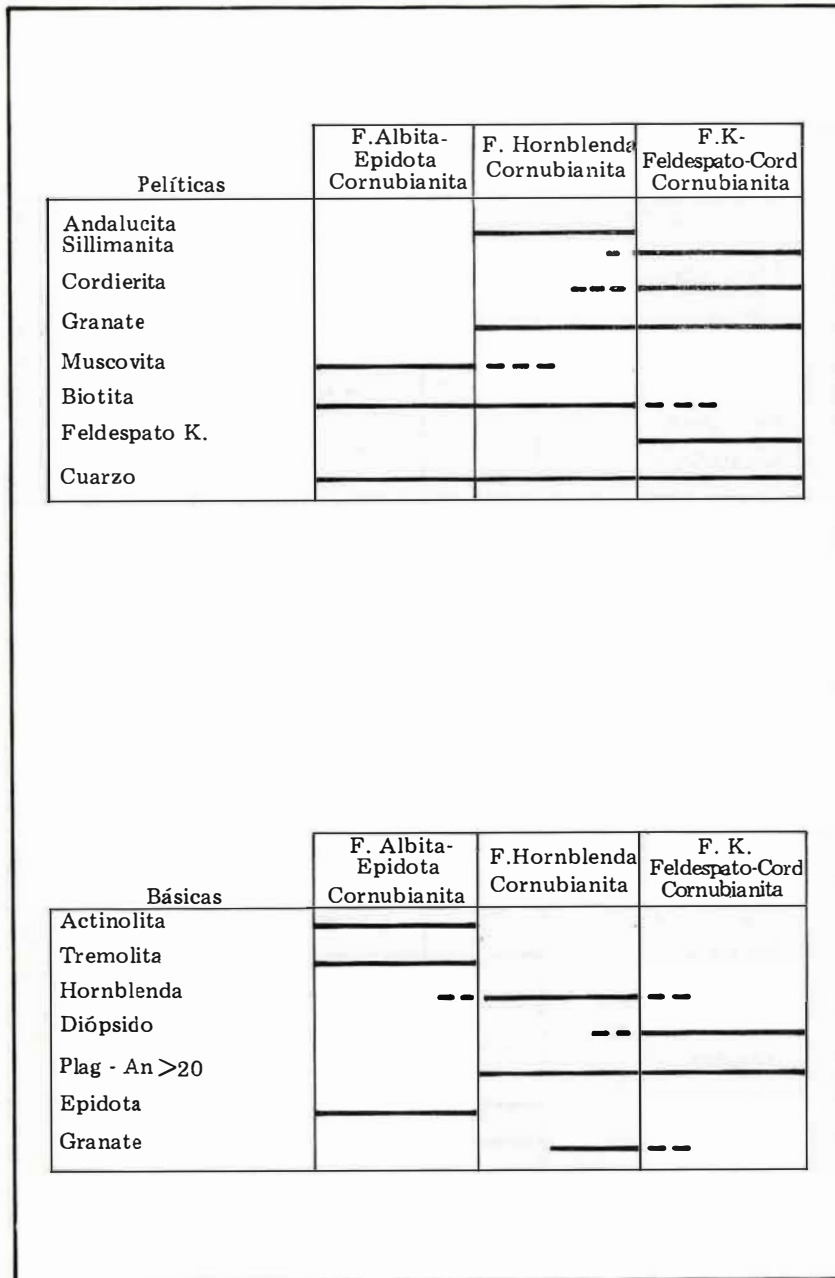 Pelíticas
F.Albita-
Epidota
Cornubianita
F. Hornblenda
Cornubianita
F.K-
Feldespato-Cord
Cornubianita
Andalucita
Sillimanita
Cordierita
Granate
Muscovita
Biotita
Feldespato K.
Cuarzo
Básicas
F. Albita-
Epidota
Cornubianita
F.Hornblenda
Cornubianita
F. K.
Feldespato-Cord
Cornubianita
Actinolita
Tremolita
Hornblenda
Diópsido
Plag - An >20
Epidota
Granate